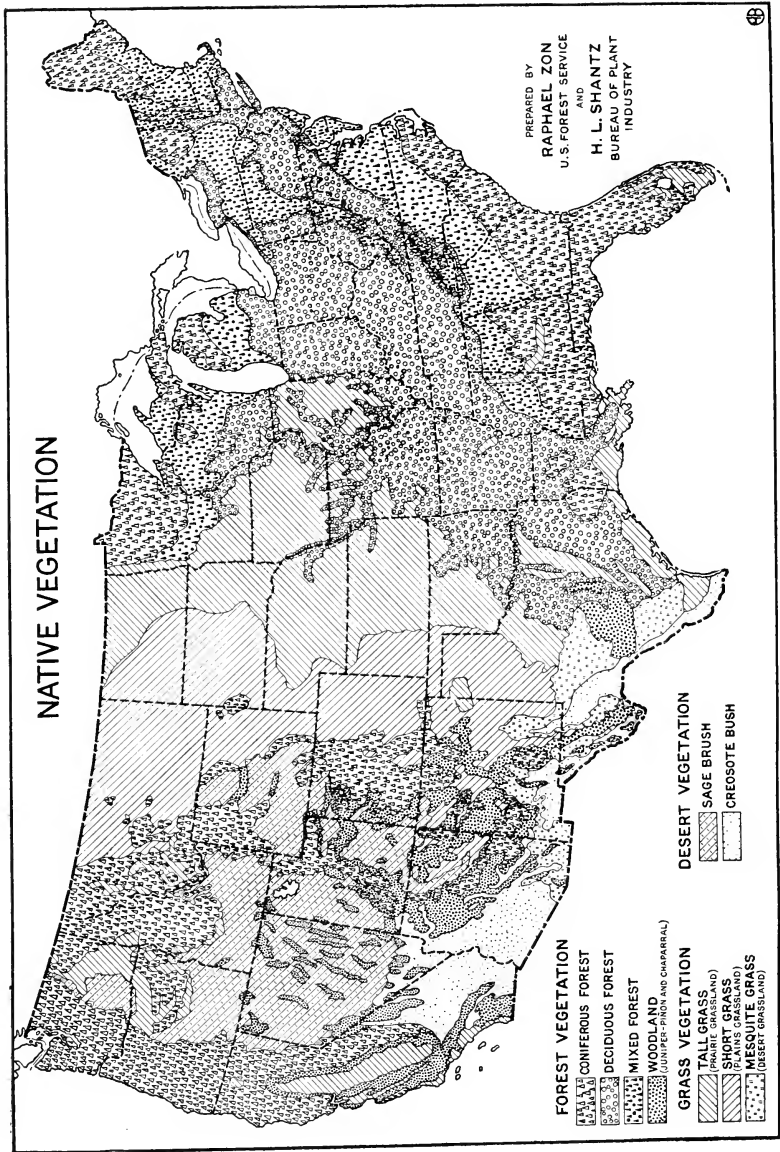 NATIVE VEGETATION
PREPARED BY
RAPHAEL ZON
U.S. FOREST SERVICE
AND
H. L. SHANTZ
BUREAU OF PLANT
INDUSTRY
FOREST VEGETATION
CONIFEROUS FOREST
DECIDUOUS FOREST
MIXED FOREST
WOODLAND
(JUNIPER-PIÑON AND CHAPARRAL)
GRASS VEGETATION
TALL GRASS
(PRAIRIE GRASSLAND)
SHORT GRASS
(PLAINS GRASSLAND)
MESQUITE GRASS
(DESERT GRASSLAND)
DESERT VEGETATION
SAGE BRUSH
CREOSOTE BUSH